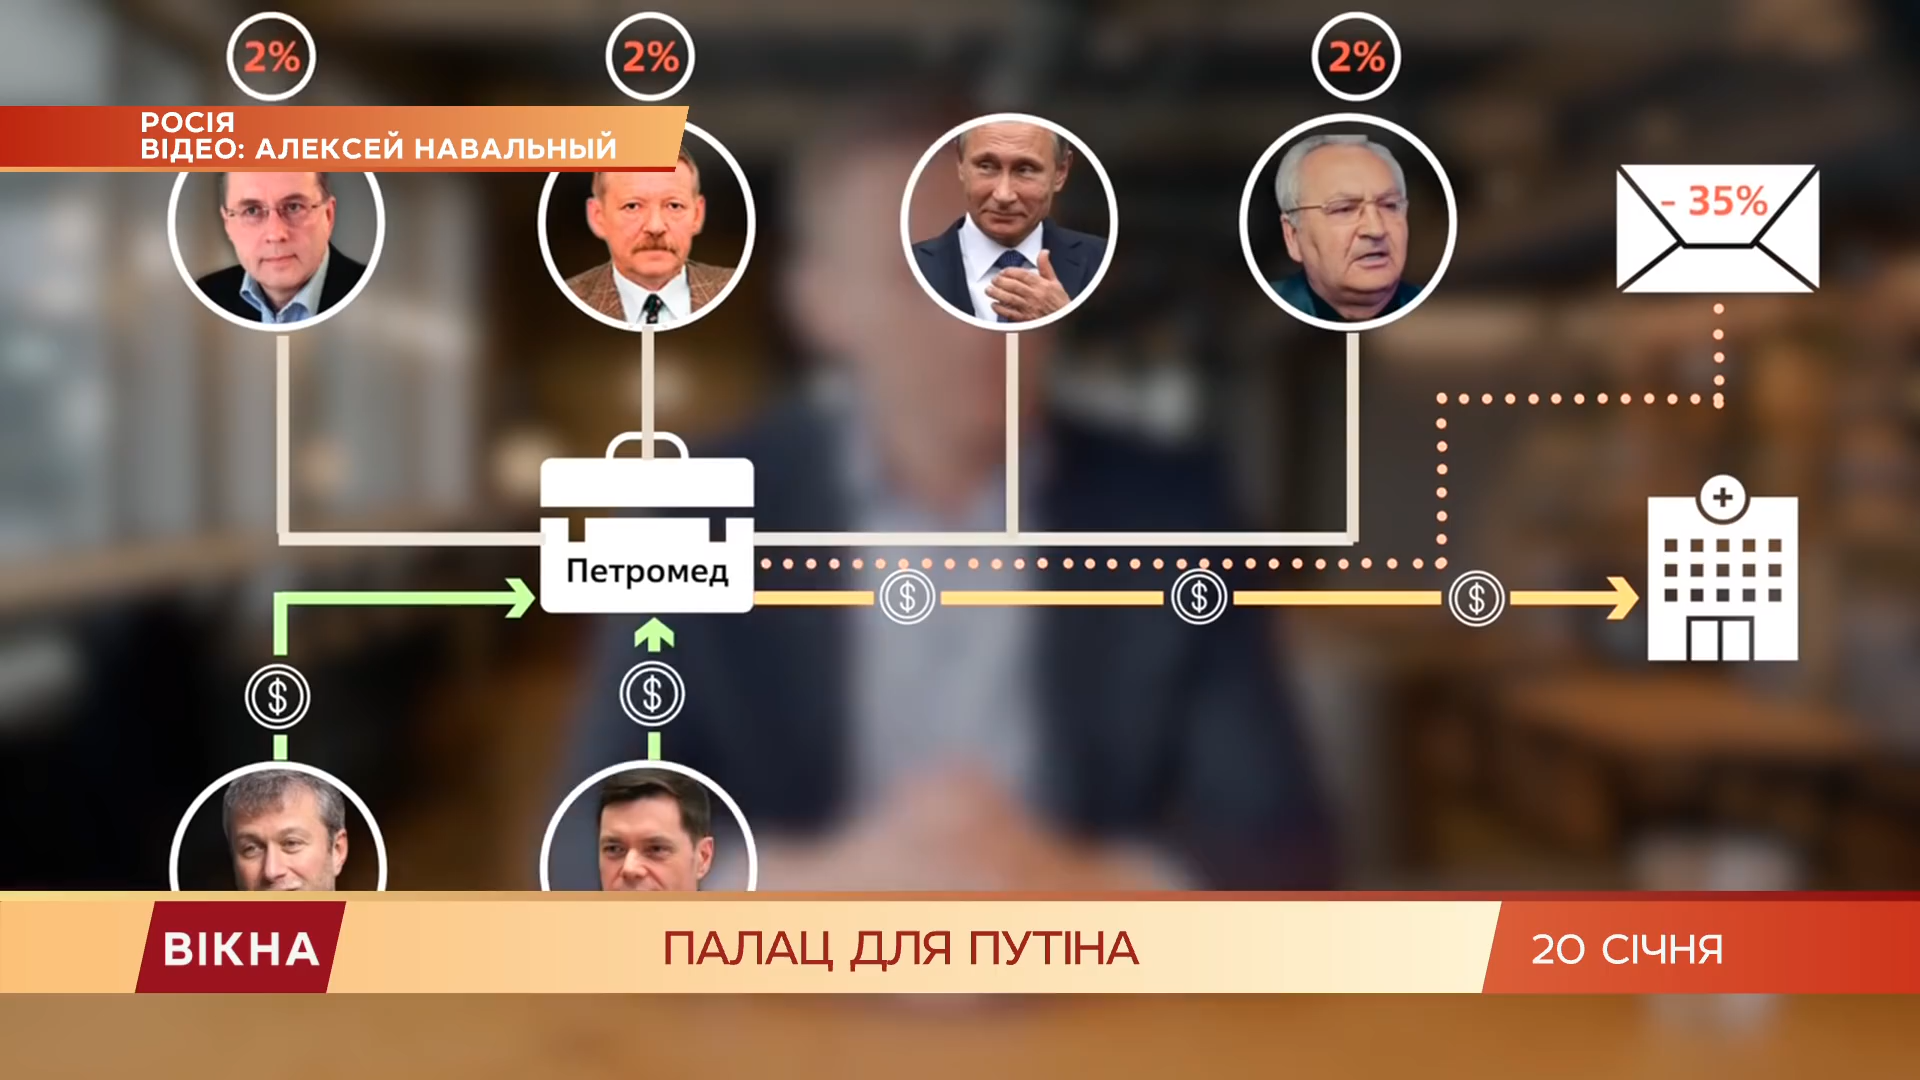 2%
2%
2%
РОСІЯ
ВІДЕО: АЛЕКСЕЙ НАВАЛЬНЫЙ
- 35%
Петромед
$
$
$
$
$
ВІКНА
ПАЛАЦ ДЛЯ ПУТІНА
20 СІЧНЯ